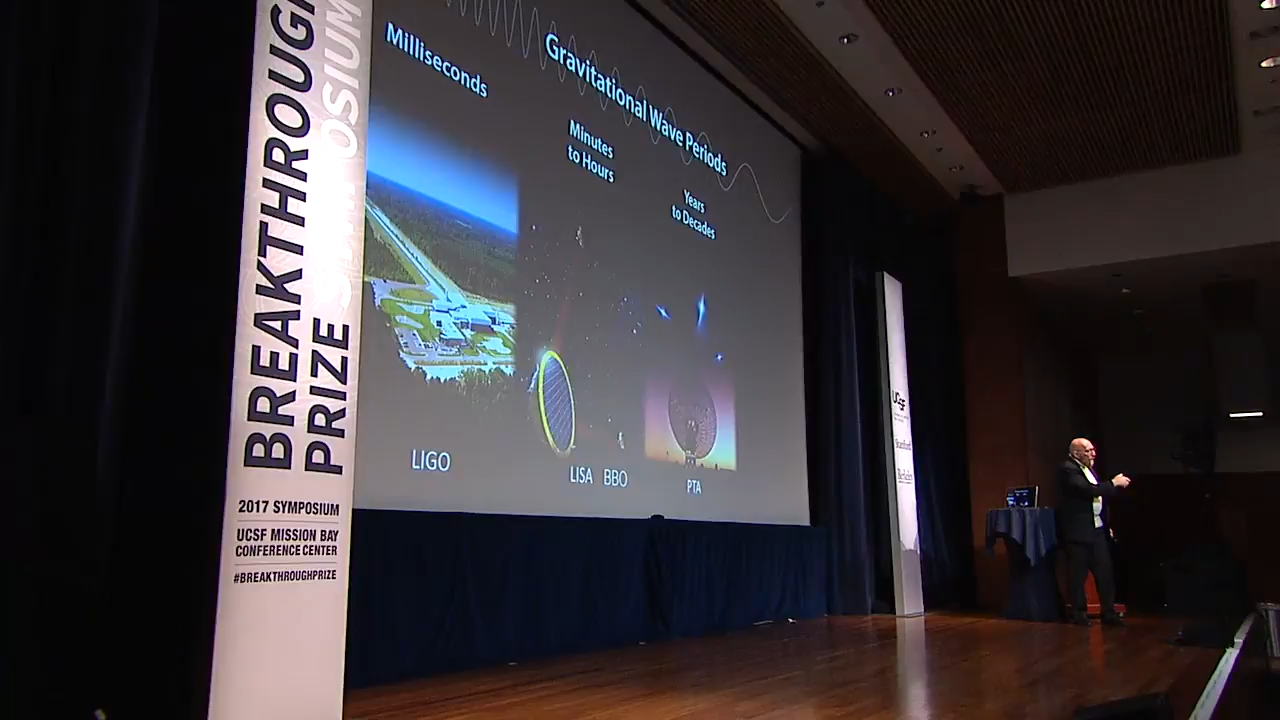 BREAKTHROUGH
PRIZE SYMPOSIUM
2017 SYMPOSIUM
UCSF MISSION BAY
CONFERENCE CENTER
#BREAKTHROUGHPRIZE
Gravitational Wave Periods
Milliseconds
Minutes
to Hours
Years
to Decades
LIGO
LISA BBO
PTA
UCSF
Stanford
Berkeley